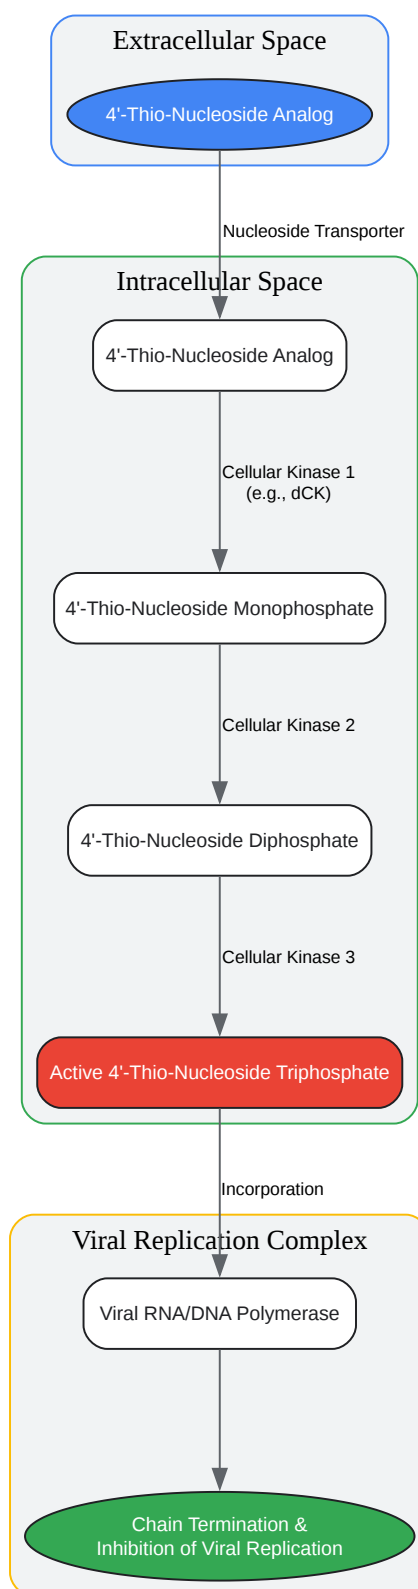 Extracellular Space
4'-Thio-Nucleoside Analog
Nucleoside Transporter
Intracellular Space
4'-Thio-Nucleoside Analog
Cellular Kinase 1
(e.g., dCK)
4'-Thio-Nucleoside Monophosphate
Cellular Kinase 2
4'-Thio-Nucleoside Diphosphate
Cellular Kinase 3
Active 4'-Thio-Nucleoside Triphosphate
Incorporation
Viral Replication Complex
Viral RNA/DNA Polymerase
Chain Termination &
Inhibition of Viral Replication